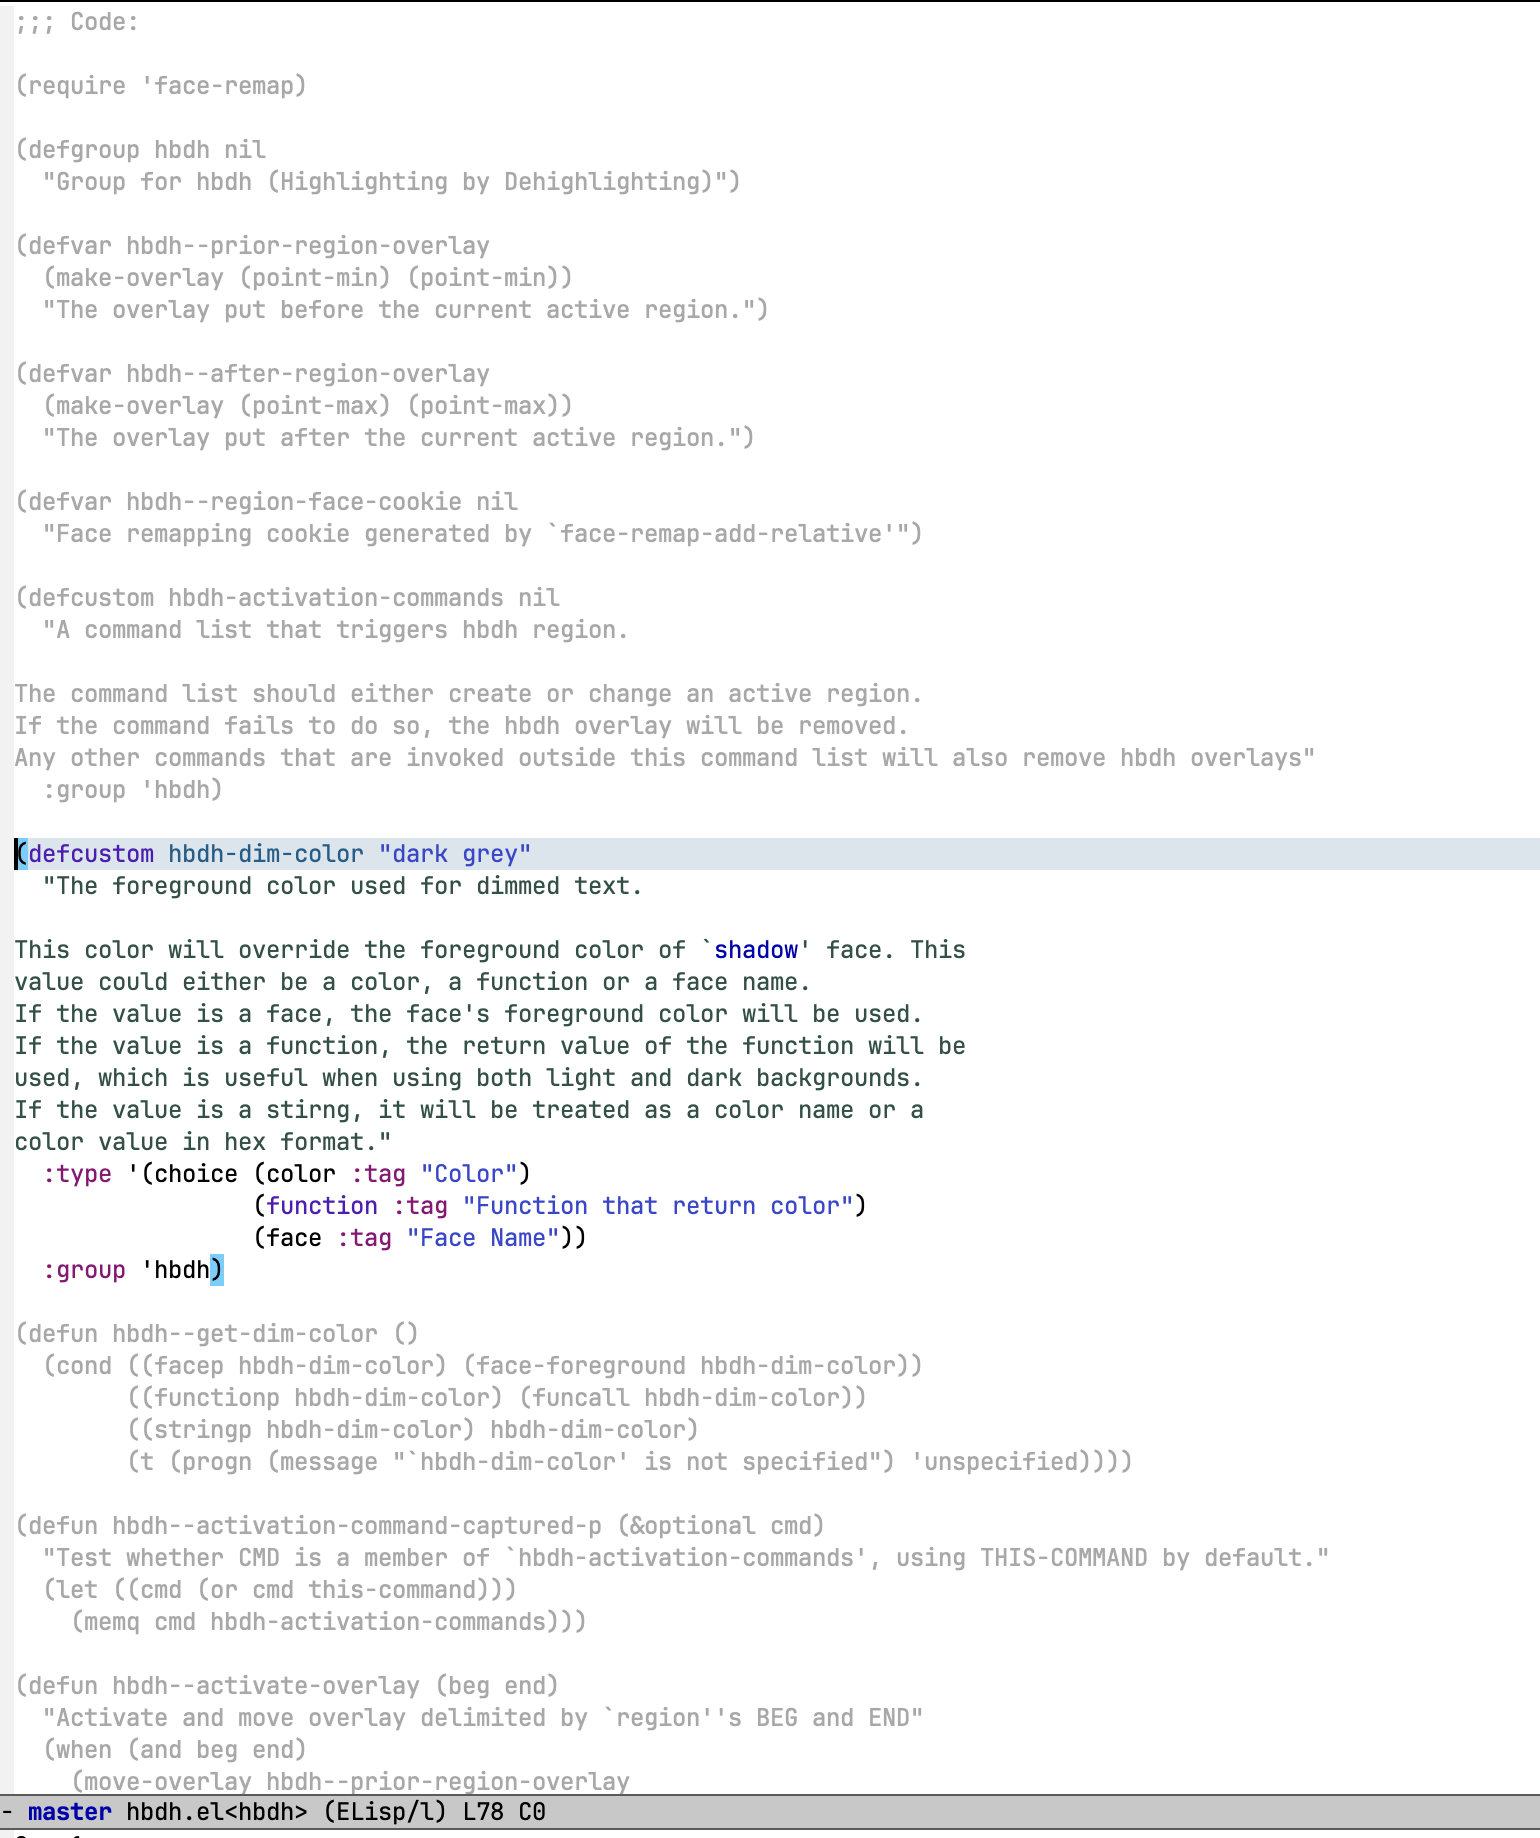 ;;; Code:

(require 'face-remap)

(defgroup hbdh nil
  "Group for hbdh (Highlighting by Dehighlighting)")

(defvar hbdh--prior-region-overlay
  (make-overlay (point-min) (point-min))
  "The overlay put before the current active region.")

(defvar hbdh--after-region-overlay
  (make-overlay (point-max) (point-max))
  "The overlay put after the current active region.")

(defvar hbdh--region-face-cookie nil
  "Face remapping cookie generated by `face-remap-add-relative'")

(defcustom hbdh-activation-commands nil
  "A command list that triggers hbdh region.

The command list should either create or change an active region.
If the command fails to do so, the hbdh overlay will be removed.
Any other commands that are invoked outside this command list will also remove hbdh overlays"
  :group 'hbdh)

(defcustom hbdh-dim-color "dark grey"
  "The foreground color used for dimmed text.

This color will override the foreground color of `shadow' face. This
value could either be a color, a function or a face name.
If the value is a face, the face's foreground color will be used.
If the value is a function, the return value of the function will be
used, which is useful when using both light and dark backgrounds.
If the value is a stirng, it will be treated as a color name or a
color value in hex format."
  :type '(choice (color :tag "Color")
                 (function :tag "Function that return color")
                 (face :tag "Face Name"))
  :group 'hbdh)

(defun hbdh--get-dim-color ()
  (cond ((facep hbdh-dim-color) (face-foreground hbdh-dim-color))
        ((functionp hbdh-dim-color) (funcall hbdh-dim-color))
        ((stringp hbdh-dim-color) hbdh-dim-color)
        (t (progn (message "`hbdh-dim-color' is not specified") 'unspecified))))

(defun hbdh--activation-command-captured-p (&optional cmd)
  "Test whether CMD is a member of `hbdh-activation-commands', using THIS-COMMAND by default."
  (let ((cmd (or cmd this-command)))
    (memq cmd hbdh-activation-commands)))

(defun hbdh--activate-overlay (beg end)
  "Activate and move overlay delimited by `region''s BEG and END"
  (when (and beg end)
    (move-overlay hbdh--prior-region-overlay
- master hbdh.el<hbdh> (ELisp/l) L78 C0